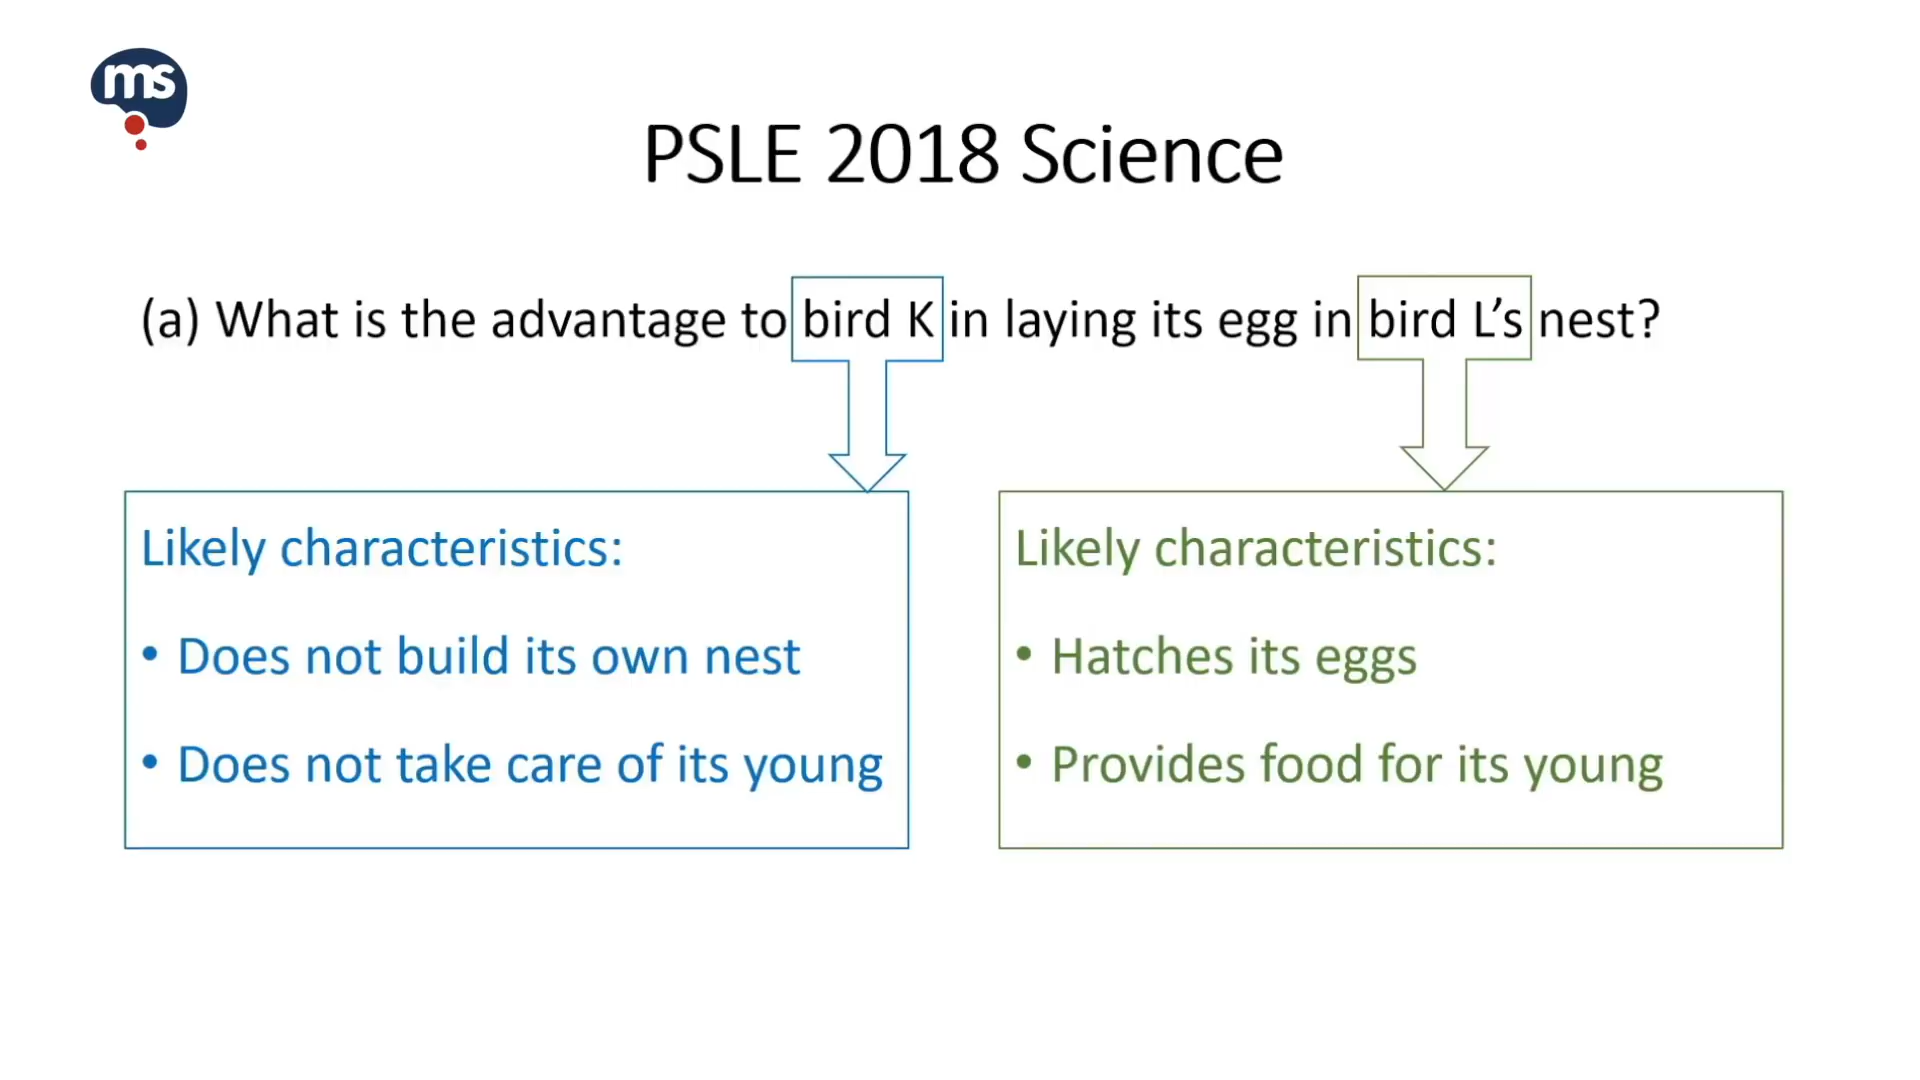 ms
PSLE 2018 Science
(a) What is the advantage to bird K in laying its egg in bird L’s nest?
Likely characteristics:
• Does not build its own nest
• Does not take care of its young
Likely characteristics:
• Hatches its eggs
• Provides food for its young